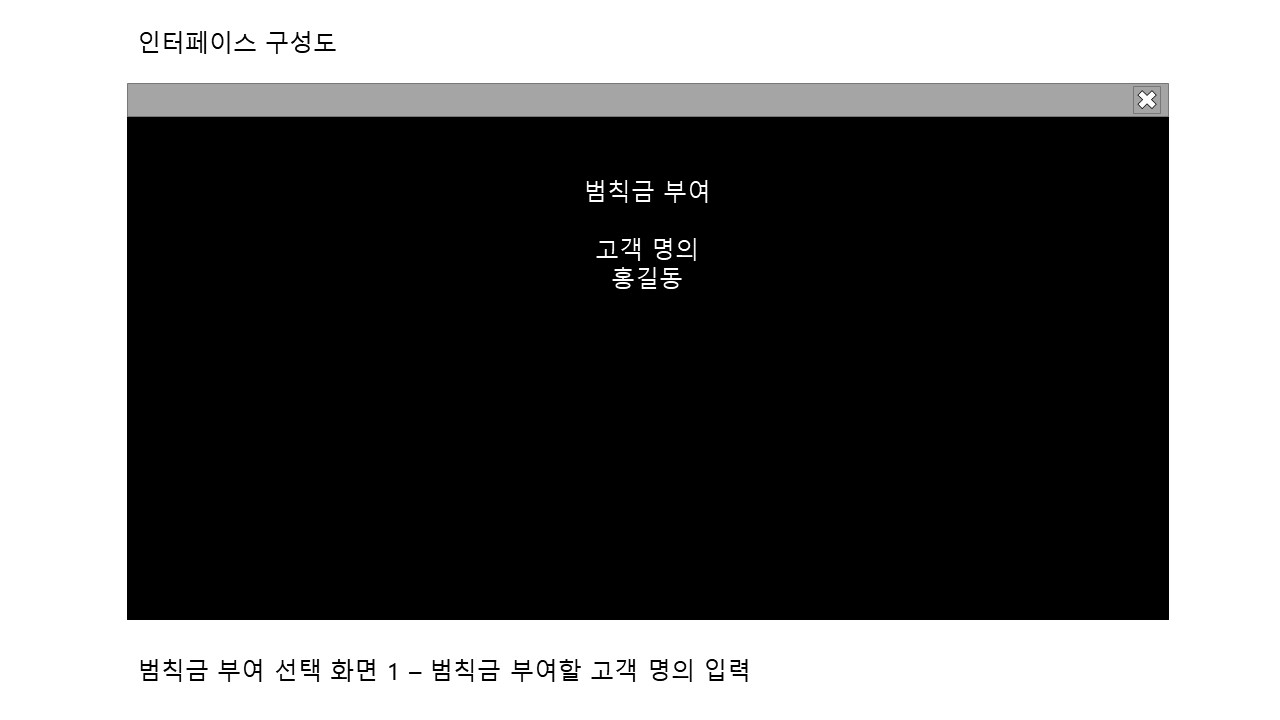 인터페이스 구성도
범칙금 부여
고객 명의
홍길동
범칙금 부여 선택 화면 1 – 범칙금 부여할 고객 명의 입력